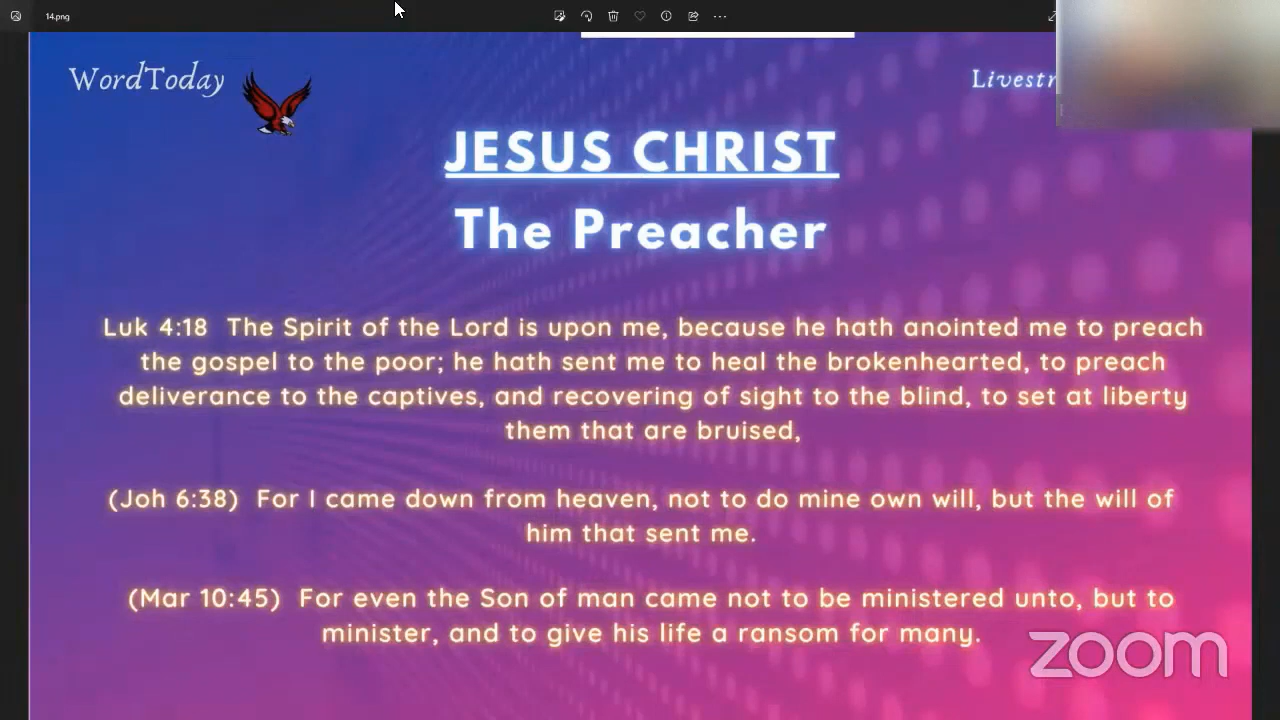 14.png
WordToday
Livestr
JESUS CHRIST
The Preacher
Luk 4:18 The Spirit of the Lord is upon me, because he hath anointed me to preach
the gospel to the poor; he hath sent me to heal the brokenhearted, to preach
deliverance to the captives, and recovering of sight to the blind, to set at liberty
them that are bruised,
(Joh 6:38) For I came down from heaven, not to do mine own will, but the will of
him that sent me.
(Mar 10:45) For even the Son of man came not to be ministered unto, but to
minister, and to give his life a ransom for many.
zoom